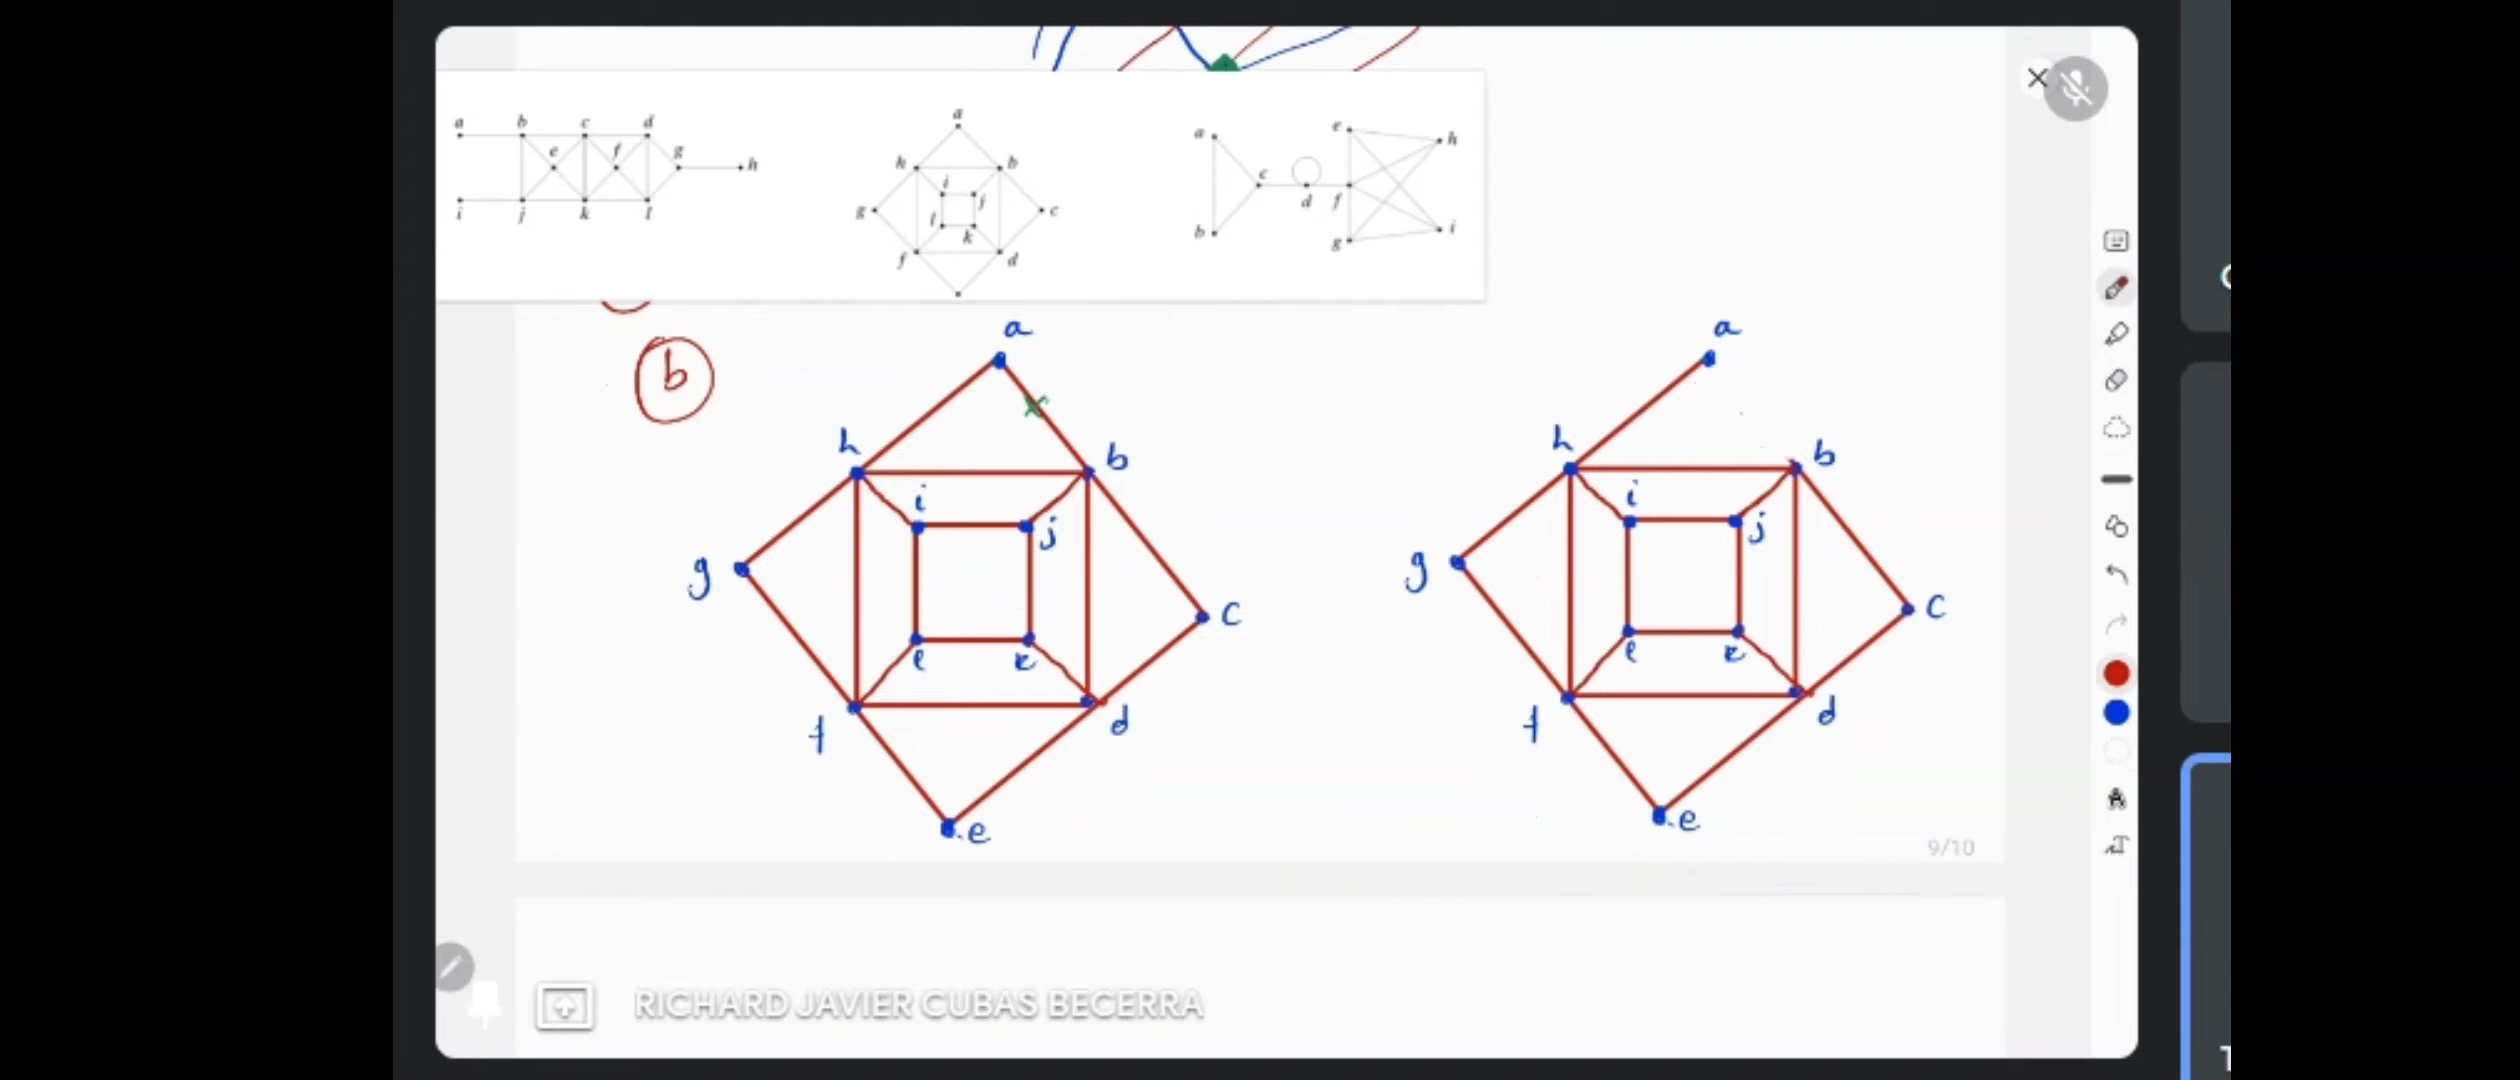 a b c d
e f g h
i j k l
a
h b
i
g j c
l
k
f d
a e h
c
d f
b g i
b
a
h b
i
j
g c
l k
f d
e
a
h b
i
j
g c
l k
f d
e
9/10
RICHARD JAVIER CUBAS BECERRA